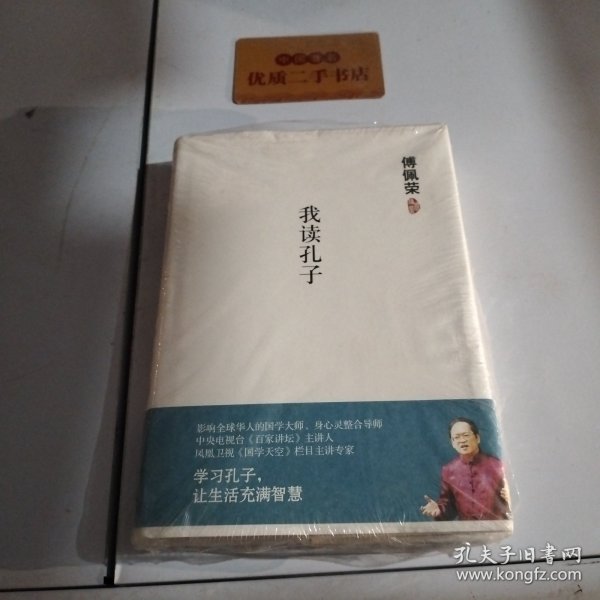 优质二手书店
傅佩荣
我读孔子
影响全球华人的国学大师、身心灵整合导师
中央电视台《百家讲坛》主讲人
凤凰卫视《国学天空》栏目主讲专家
学习孔子，
让生活充满智慧
孔夫子旧书网
www.kongfz.com